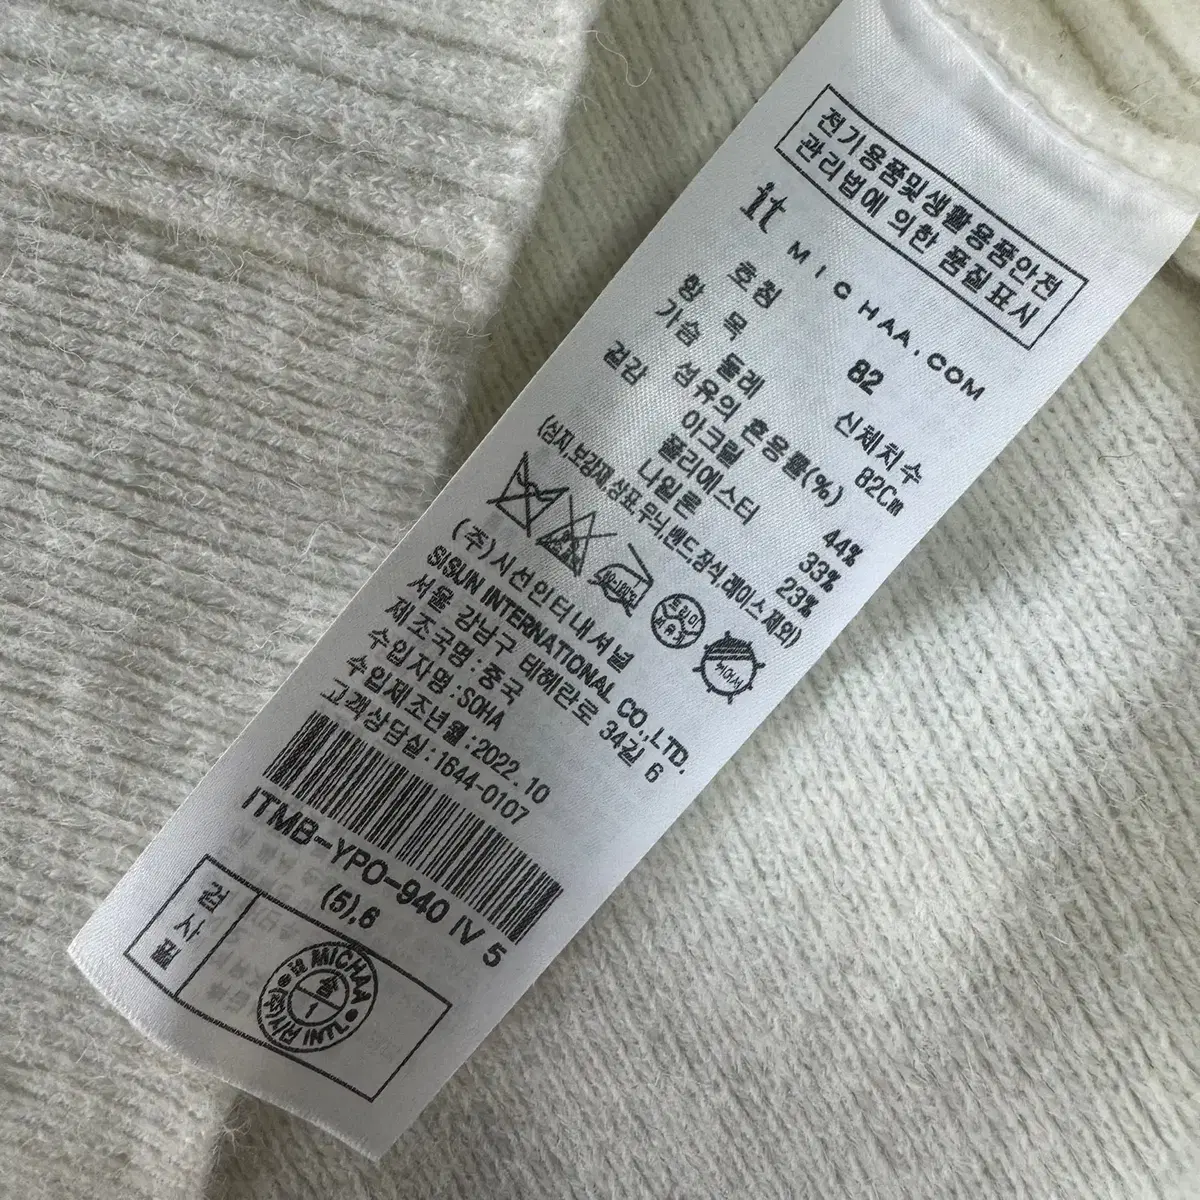 전기용품및생활용품안전
관리법에 의한 품질표시
it MICHAA.COM
호칭 82
항 목 신체치수
가슴 둘레 82Cm
섬유의 혼용률(%)
겉감 아크릴 44%
폴리에스터 33%
나일론 23%
(심지,보강재,상표,무늬,밴드,장식,레이스제외)
드라이
(주)시선인터내셔널
SISUN INTERNATIONAL CO.,LTD.
서울 강남구 테헤란로 34길 6
제조국명:중국
수입자명:SOHA
수입제조년월:2022.10
고객상담실:1644-0107
ITMB-YPO-940 IV 5
(5),6
검사필
MICHAA
INTL
1